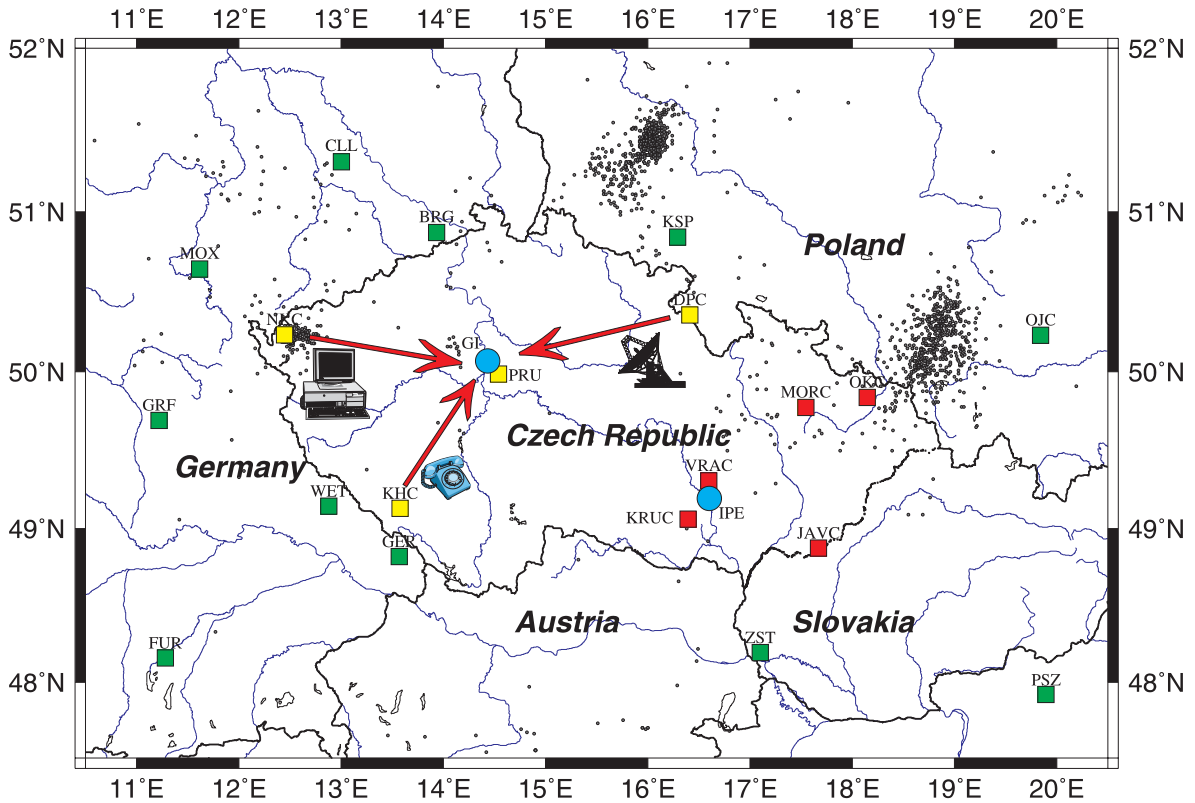 11˚E 12˚E 13˚E 14˚E 15˚E 16˚E 17˚E 18˚E 19˚E 20˚E
52˚N 52˚N
CLL
51˚N 51˚N
BRG KSP
MOX Poland
DPC
NKC OJC
GI
50˚N PRU 50˚N
MORC OKC
GRF
Czech Republic
Germany VRAC
WET KHC
IPE
KRUC
49˚N 49˚N
GER JAVC
Austria Slovakia
FUR ZST
48˚N PSZ 48˚N
11˚E 12˚E 13˚E 14˚E 15˚E 16˚E 17˚E 18˚E 19˚E 20˚E